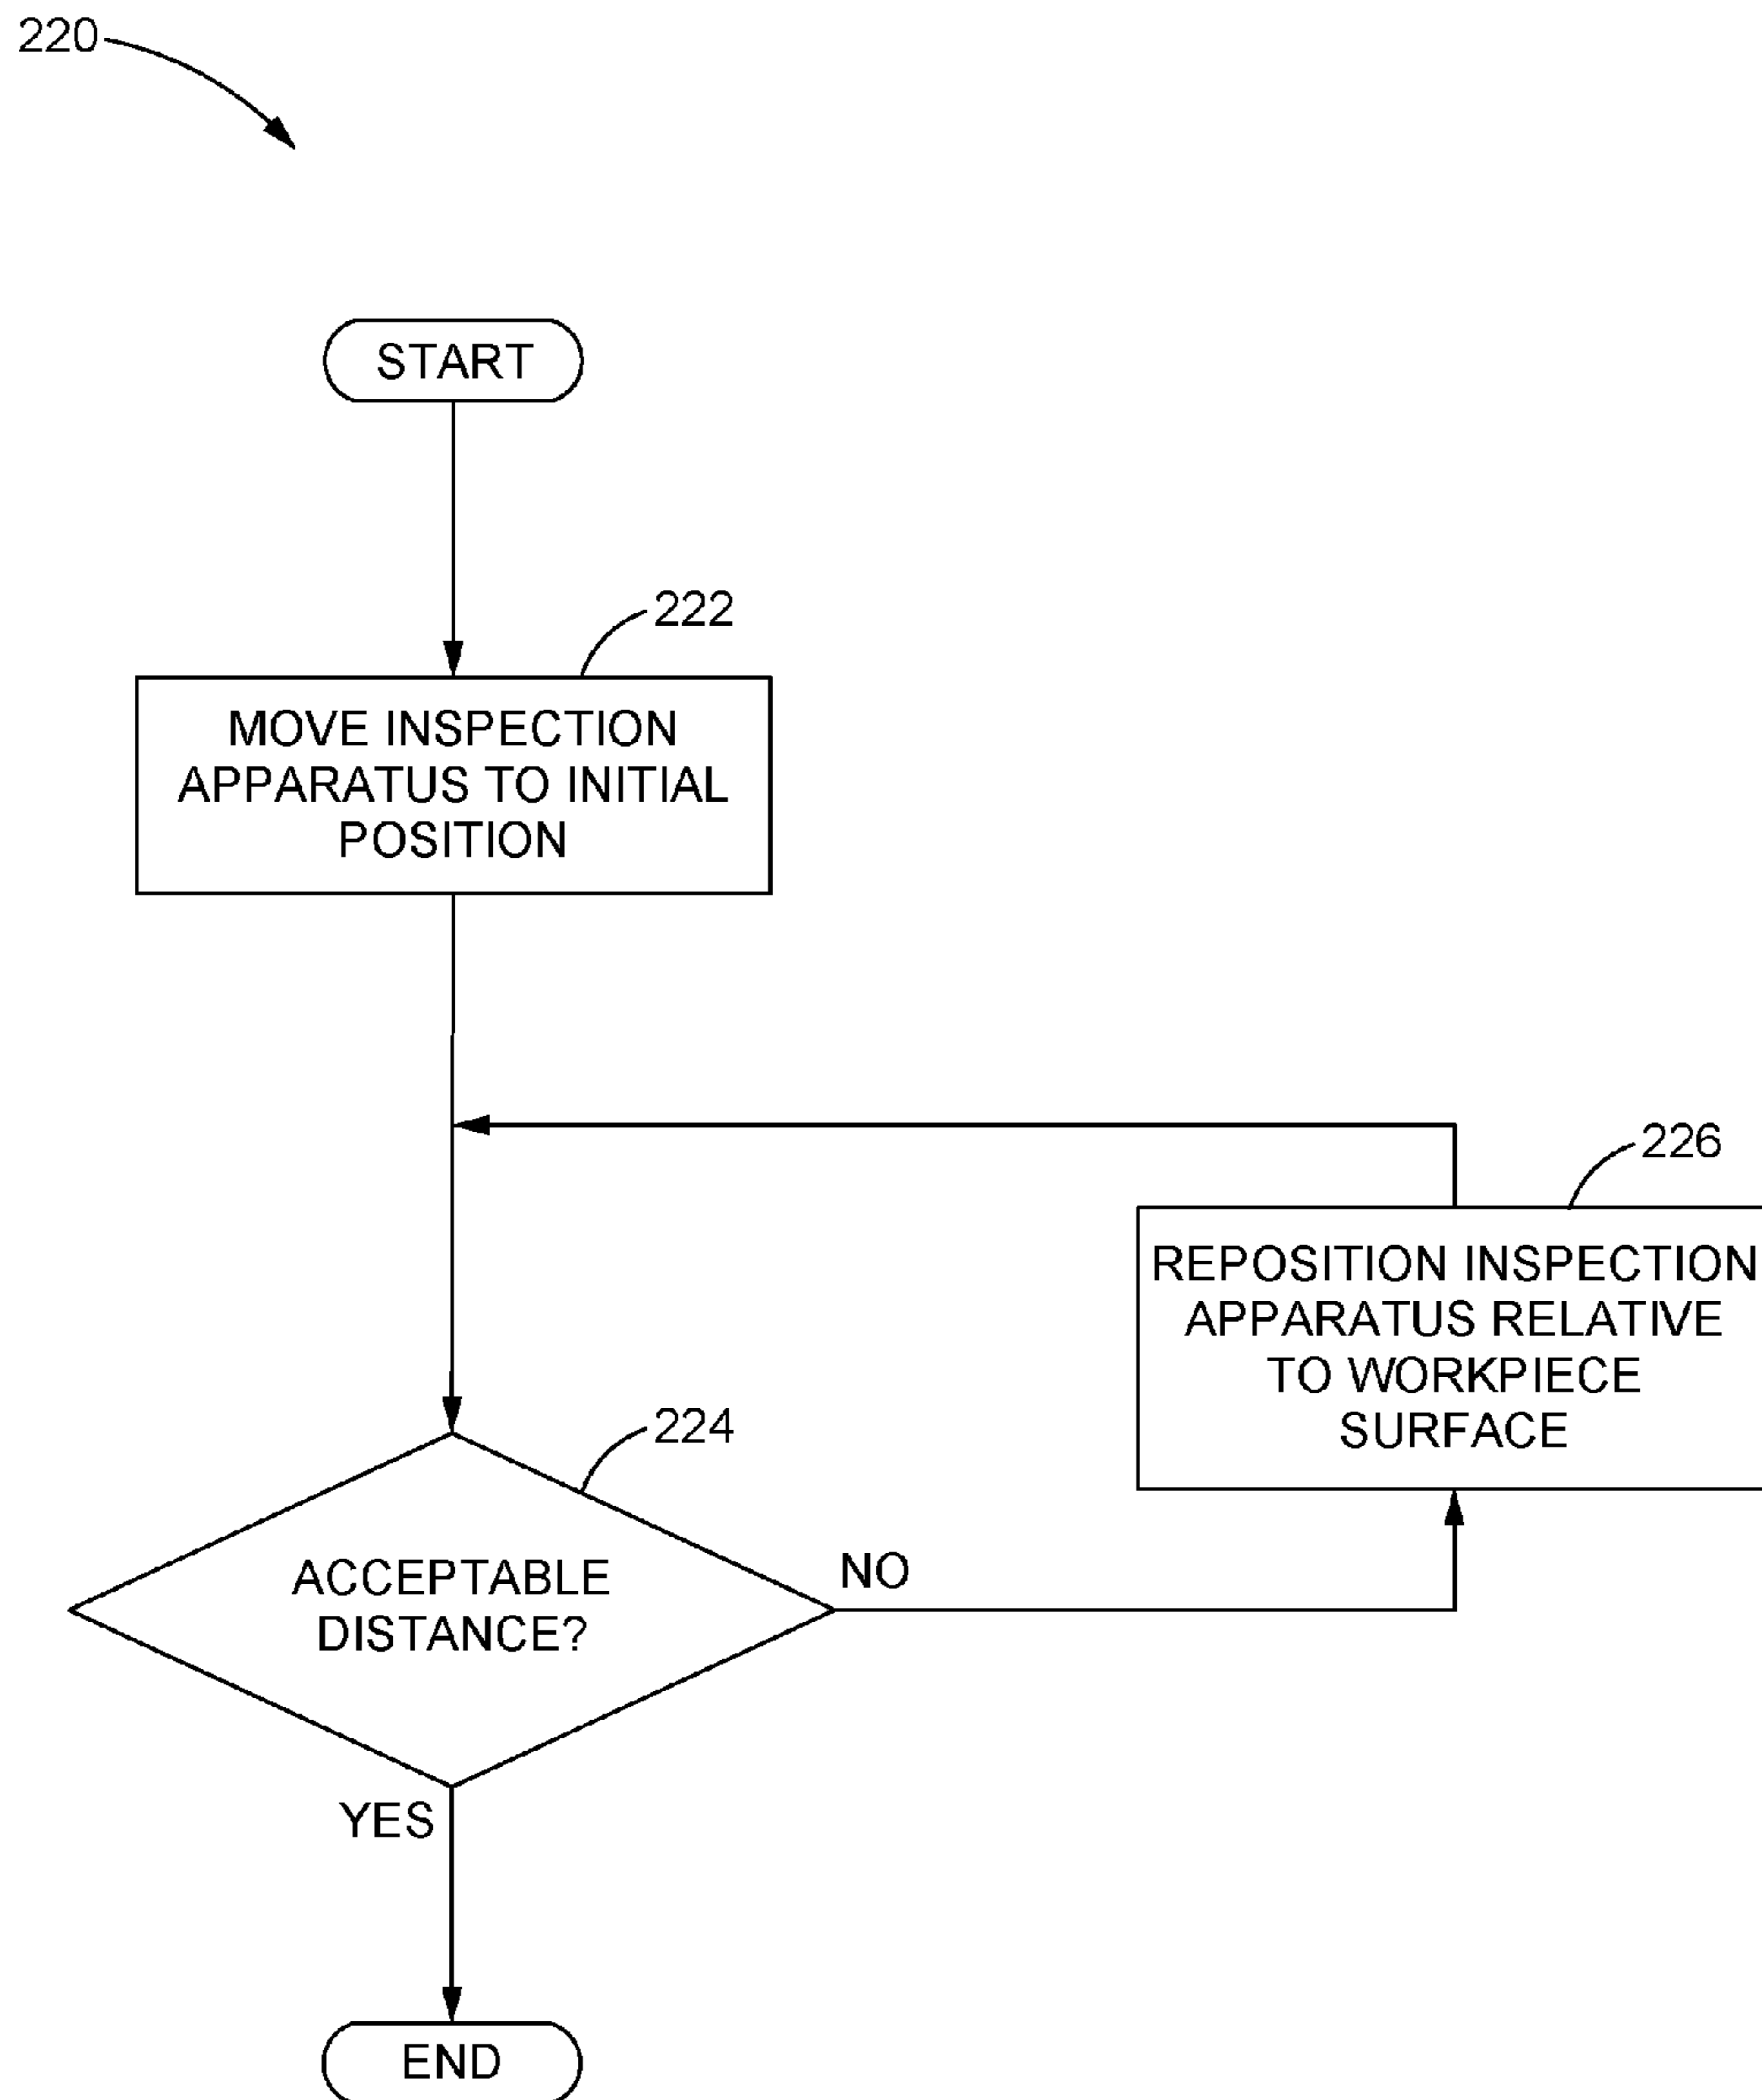 220
START
222
MOVE INSPECTION
APPARATUS TO INITIAL
POSITION
226
REPOSITION INSPECTION
APPARATUS RELATIVE
TO WORKPIECE
SURFACE
224
ACCEPTABLE
DISTANCE?
NO
YES
END